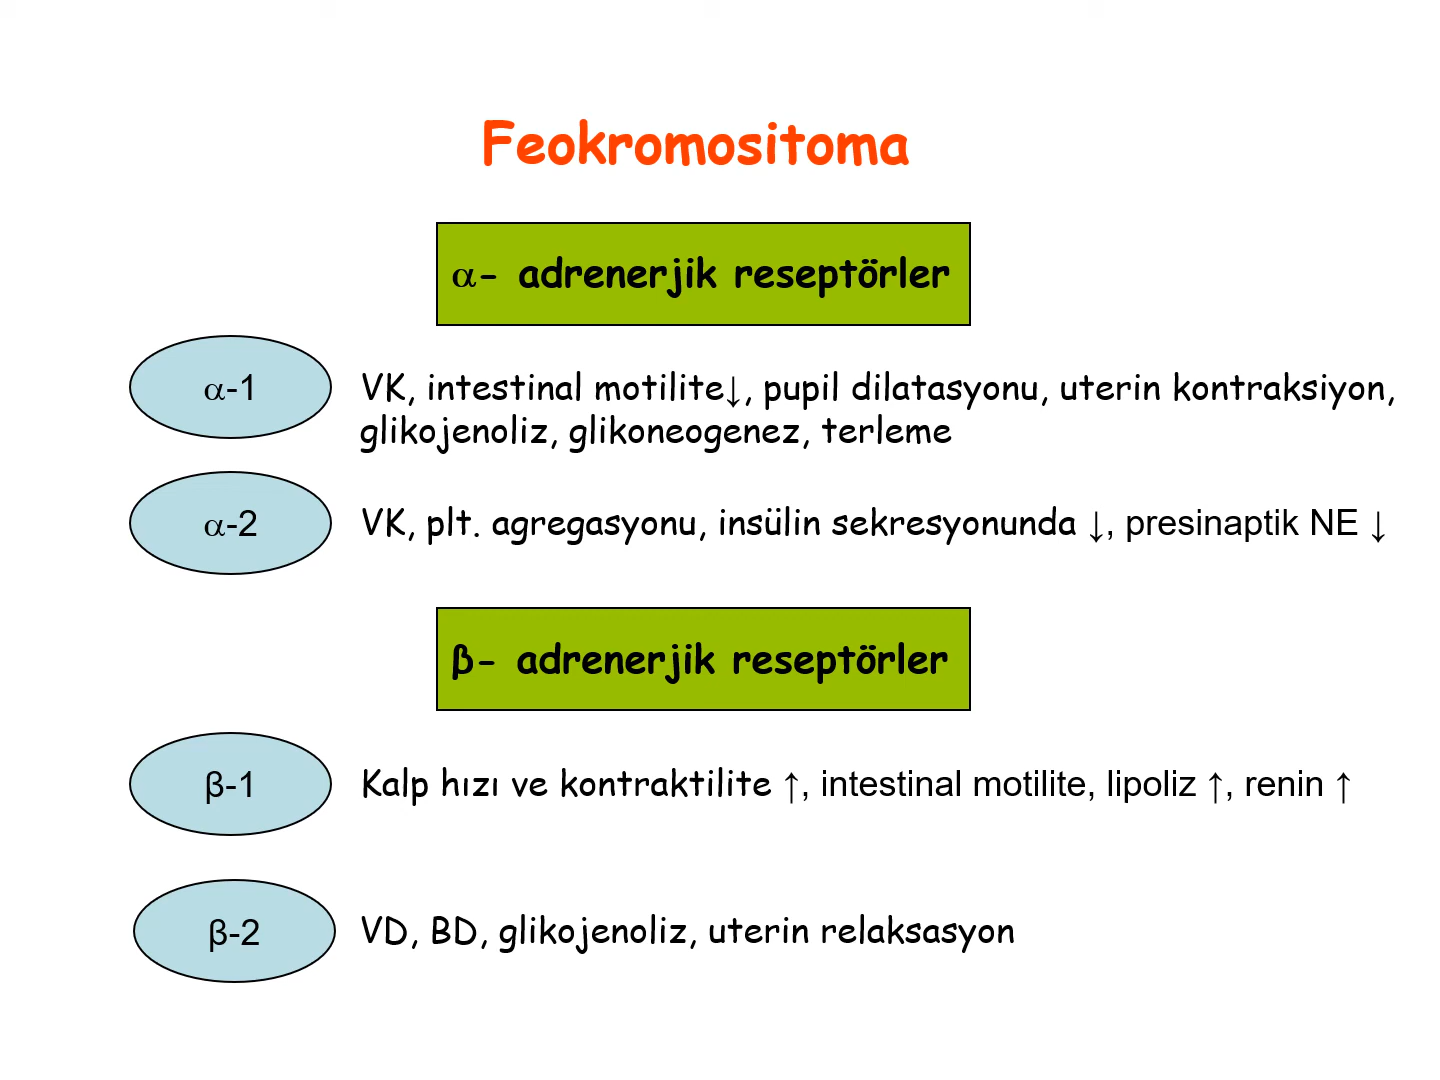 Feokromositoma
α- adrenerjik reseptörler
α-1
VK, intestinal motilite↓, pupil dilatasyonu, uterin kontraksiyon,
glikojenoliz, glikoneogenez, terleme
α-2
VK, plt. agregasyonu, insülin sekresyonunda ↓, presinaptik NE ↓
β- adrenerjik reseptörler
β-1
Kalp hızı ve kontraktilite ↑, intestinal motilite, lipoliz ↑, renin ↑
β-2
VD, BD, glikojenoliz, uterin relaksasyon